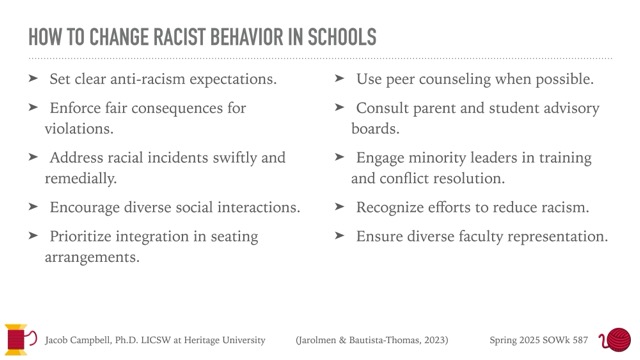 HOW TO CHANGE RACIST BEHAVIOR IN SCHOOLS
➤ Set clear anti-racism expectations.
➤ Enforce fair consequences for
violations.
➤ Address racial incidents swiftly and
remedially.
➤ Encourage diverse social interactions.
➤ Prioritize integration in seating
arrangements.
➤ Use peer counseling when possible.
➤ Consult parent and student advisory
boards.
➤ Engage minority leaders in training
and conflict resolution.
➤ Recognize efforts to reduce racism.
➤ Ensure diverse faculty representation.
Jacob Campbell, Ph.D. LICSW at Heritage University (Jarolmen & Bautista-Thomas, 2023) Spring 2025 SOWk 587